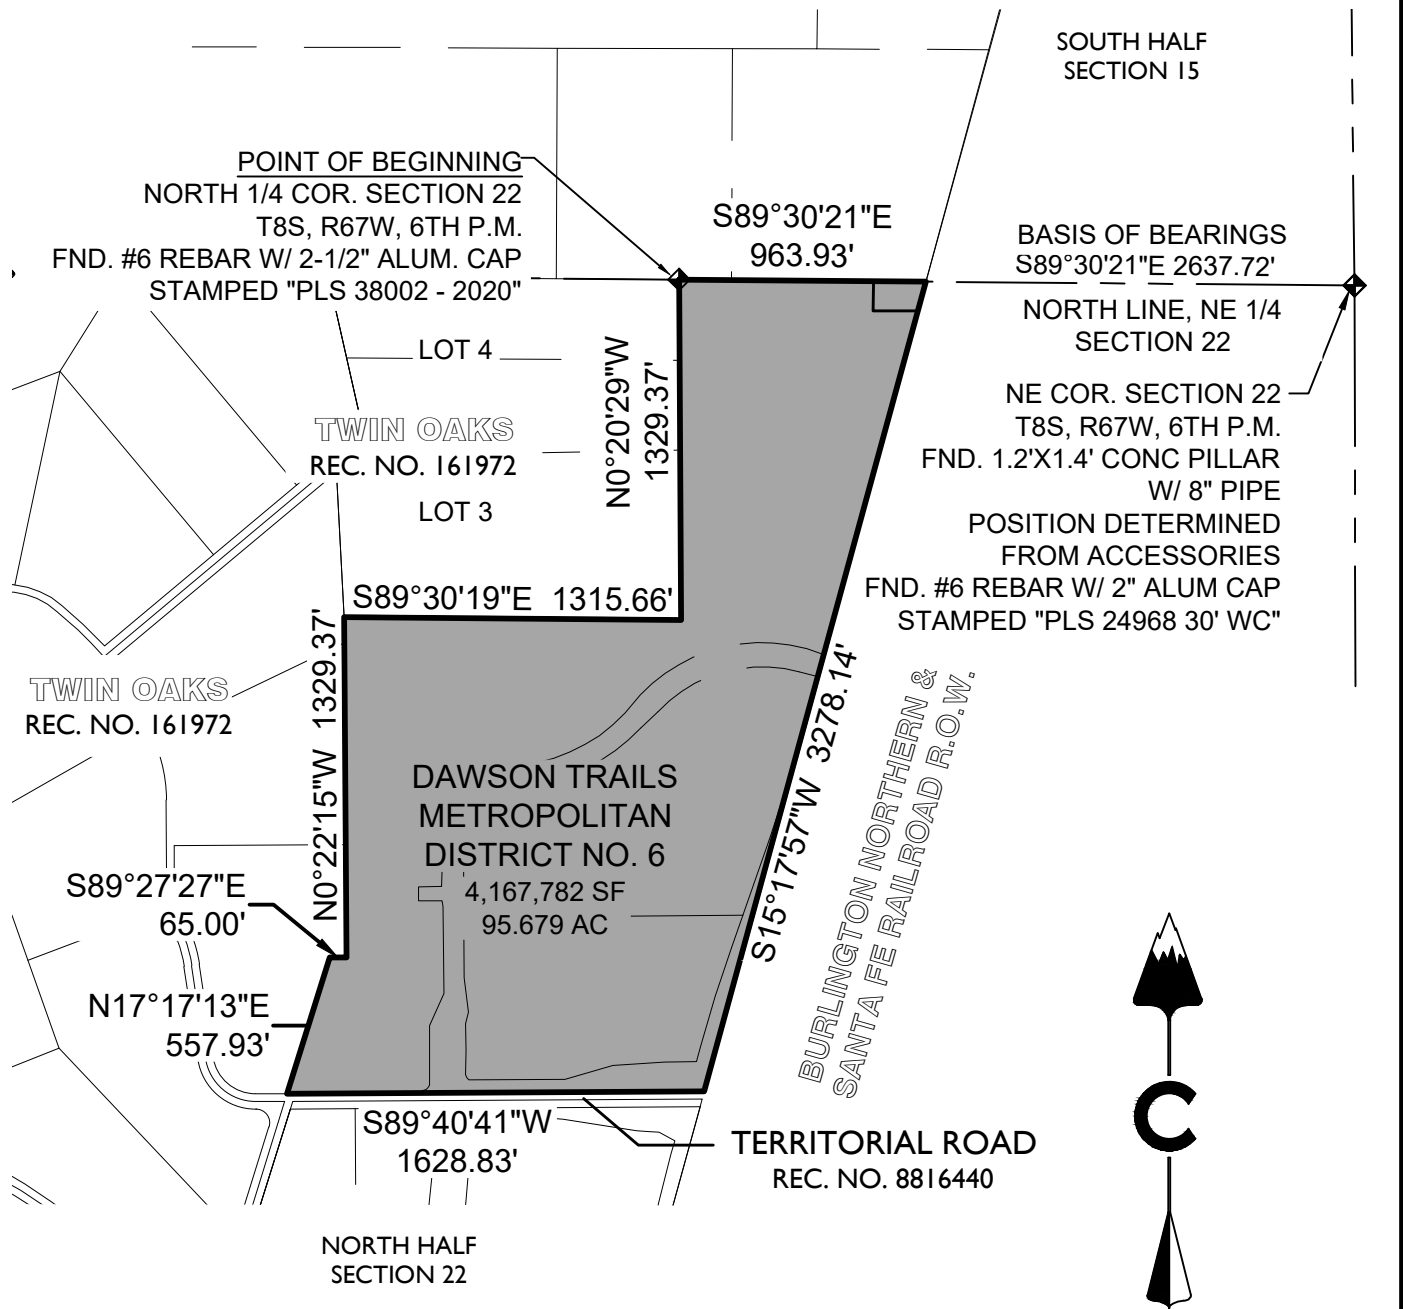 SOUTH HALF
SECTION 15
POINT OF BEGINNING
NORTH 1/4 COR. SECTION 22
T8S, R67W, 6TH P.M.
FND. #6 REBAR W/ 2-1/2" ALUM. CAP
STAMPED "PLS 38002 - 2020"
S89°30'21"E
963.93'
BASIS OF BEARINGS
S89°30'21"E 2637.72'
NORTH LINE, NE 1/4
SECTION 22
NE COR. SECTION 22
T8S, R67W, 6TH P.M.
FND. 1.2'X1.4' CONC PILLAR
W/ 8" PIPE
POSITION DETERMINED
FROM ACCESSORIES
FND. #6 REBAR W/ 2" ALUM CAP
STAMPED "PLS 24968 30' WC"
LOT 4
TWIN OAKS
REC. NO. 161972
LOT 3
N0°20'29"W
1329.37'
S89°30'19"E 1315.66'
TWIN OAKS
REC. NO. 161972
N0°22'15"W 1329.37'
DAWSON TRAILS
METROPOLITAN
DISTRICT NO. 6
4,167,782 SF
95.679 AC
S15°17'57"W 3278.14'
BURLINGTON NORTHERN &
SANTA FE RAILROAD R.O.W.
S89°27'27"E
65.00'
N17°17'13"E
557.93'
S89°40'41"W
1628.83'
TERRITORIAL ROAD
REC. NO. 8816440
NORTH HALF
SECTION 22
C